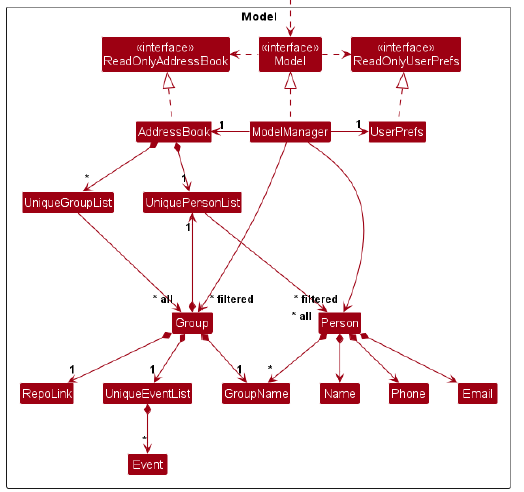 Model
«interface»
ReadOnlyAddressBook
«interface»
Model
«interface»
ReadOnlyUserPrefs
AddressBook
1
ModelManager
1
UserPrefs
*
1
UniqueGroupList
UniquePersonList
1
* all
* filtered
* filtered
* all
Group
Person
1
1
1
*
RepoLink
UniqueEventList
GroupName
Name
Phone
Email
*
Event